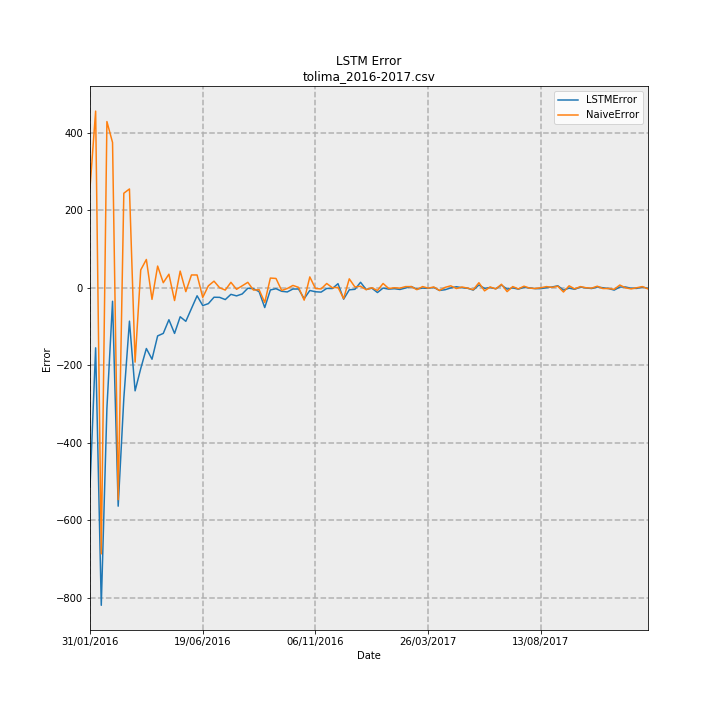 LSTM Error
tolima_2016-2017.csv
LSTMError
NaiveError
400
200
0
−200
−400
−600
−800
Error
31/01/2016 19/06/2016 06/11/2016 26/03/2017 13/08/2017
Date